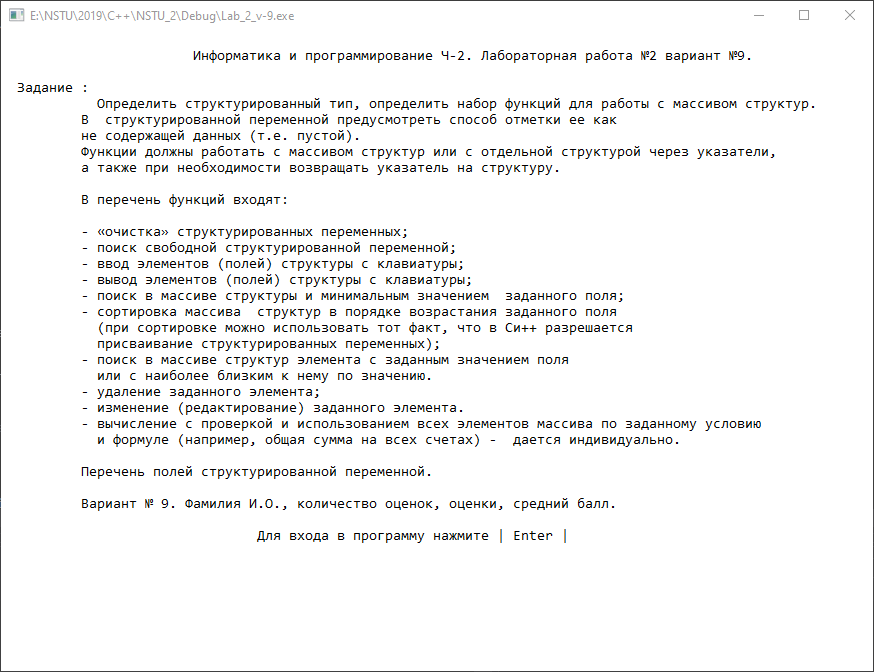 E:\NSTU\2019\C++\NSTU_2\Debug\Lab_2_v-9.exe
Информатика и программирование Ч-2. Лабораторная работа №2 вариант №9.
Задание :
Определить структурированный тип, определить набор функций для работы с массивом структур.
В  структурированной переменной предусмотреть способ отметки ее как
не содержащей данных (т.е. пустой).
Функции должны работать с массивом структур или с отдельной структурой через указатели,
а также при необходимости возвращать указатель на структуру.
В перечень функций входят:
- «очистка» структурированных переменных;
- поиск свободной структурированной переменной;
- ввод элементов (полей) структуры с клавиатуры;
- вывод элементов (полей) структуры с клавиатуры;
- поиск в массиве структуры и минимальным значением  заданного поля;
- сортировка массива  структур в порядке возрастания заданного поля
(при сортировке можно использовать тот факт, что в Си++ разрешается
присваивание структурированных переменных);
- поиск в массиве структур элемента с заданным значением поля
или с наиболее близким к нему по значению.
- удаление заданного элемента;
- изменение (редактирование) заданного элемента.
- вычисление с проверкой и использованием всех элементов массива по заданному условию
и формуле (например, общая сумма на всех счетах) -  дается индивидуально.
Перечень полей структурированной переменной.
Вариант № 9. Фамилия И.О., количество оценок, оценки, средний балл.
Для входа в программу нажмите | Enter |